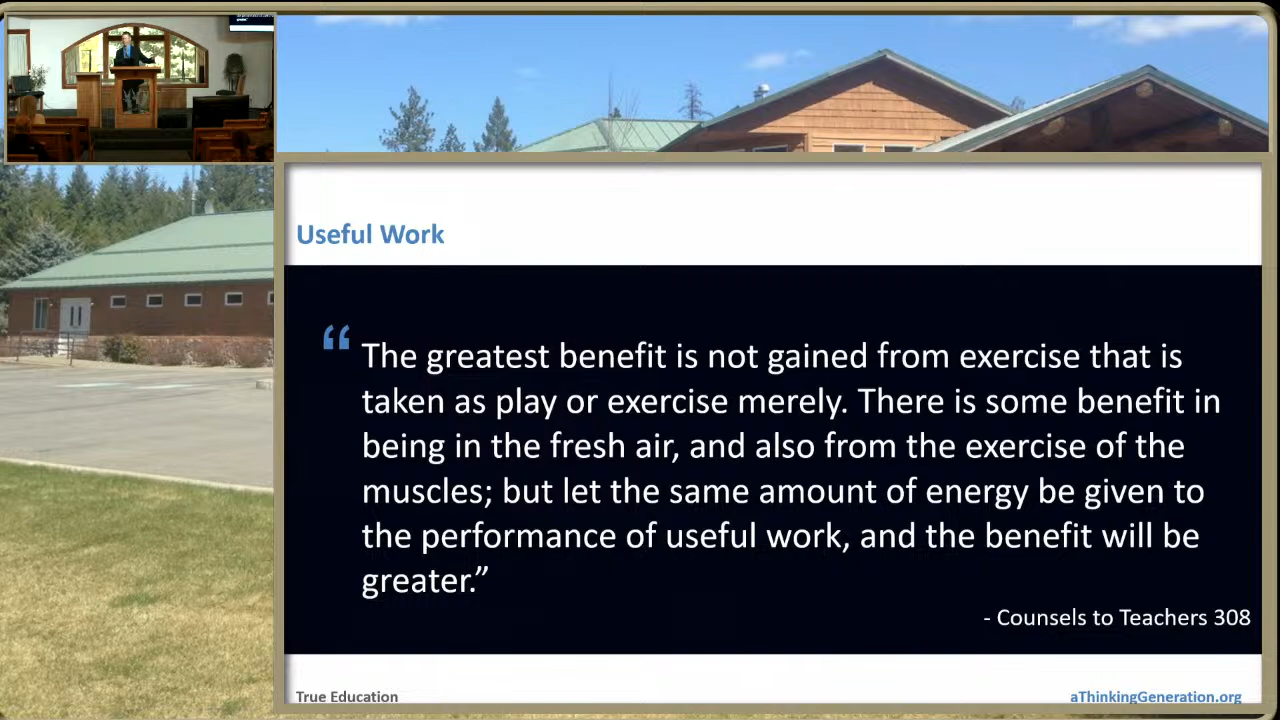 Useful Work
“ The greatest benefit is not gained from exercise that is
taken as play or exercise merely. There is some benefit in
being in the fresh air, and also from the exercise of the
muscles; but let the same amount of energy be given to
the performance of useful work, and the benefit will be
greater.”
- Counsels to Teachers 308
True Education
aThinkingGeneration.org